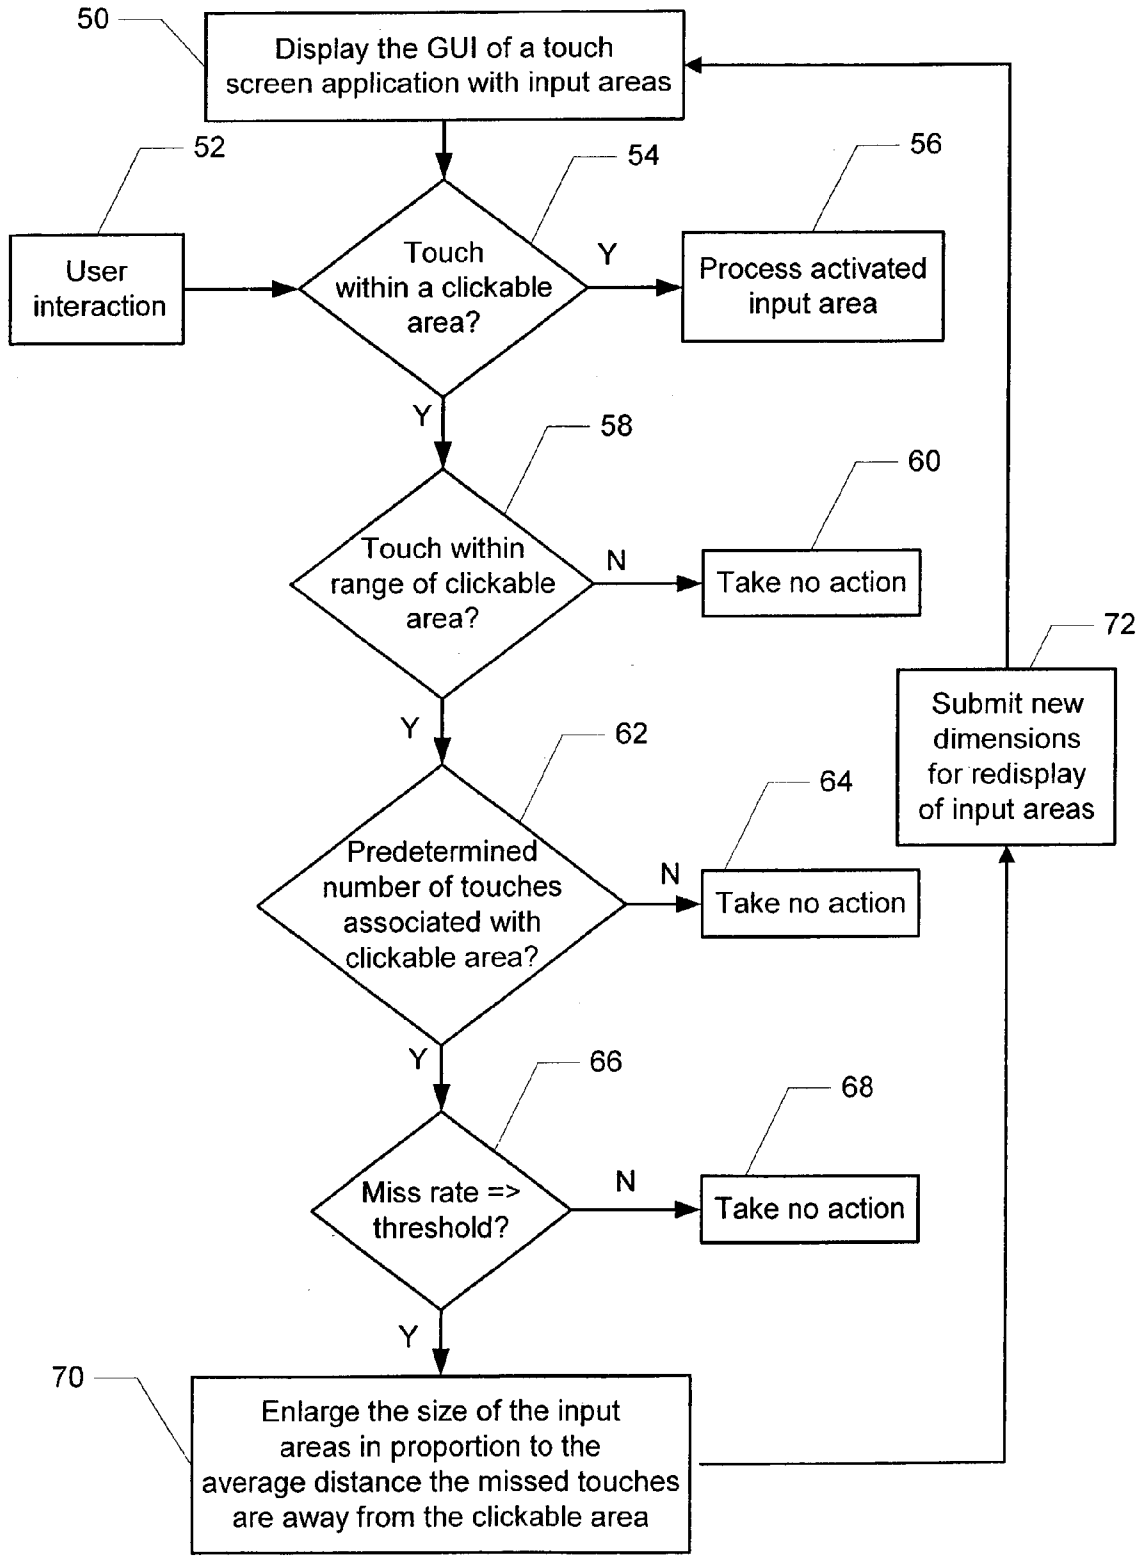 50
Display the GUI of a touch
screen application with input areas
52
54
56
User
interaction
Touch
within a clickable
area?
Y
Process activated
input area
Y
58
60
Touch within
range of clickable
area?
N
Take no action
72
Submit new
dimensions
for redisplay
of input areas
Y
62
64
Predetermined
number of touches
associated with
clickable area?
N
Take no action
Y
66
68
Miss rate =>
threshold?
N
Take no action
Y
70
Enlarge the size of the input
areas in proportion to the
average distance the missed touches
are away from the clickable area